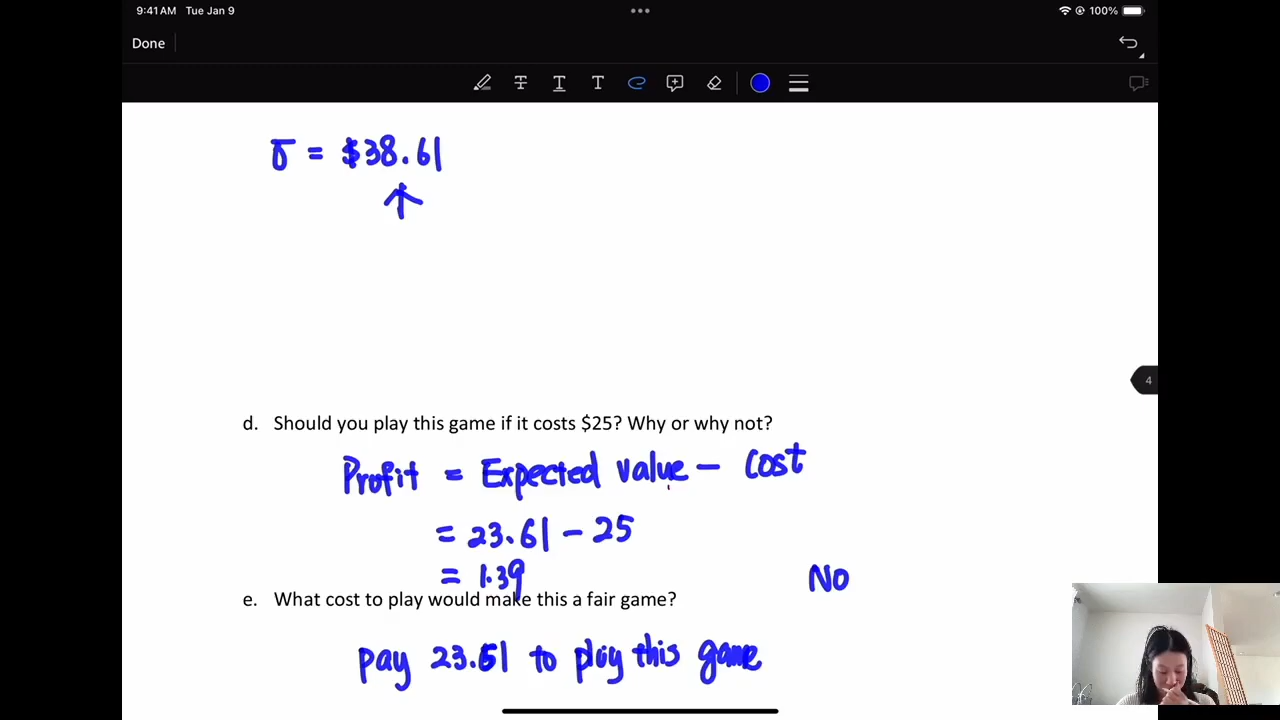 9:41 AM Tue Jan 9
100%
Done
σ = $38.61
4
d. Should you play this game if it costs $25? Why or why not?
Profit = Expected value - cost
= 23.61 - 25
= 1.39
No
e. What cost to play would make this a fair game?
pay 23.61 to play this game